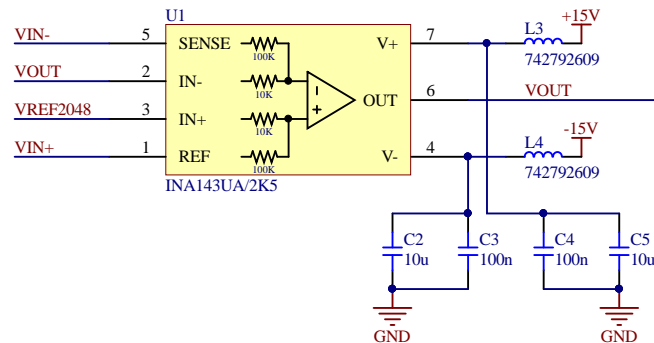 U1
VIN-
5
SENSE
100K
V+
7
L3
+15V
742792609
VOUT
2
IN-
10K
OUT
6
VOUT
VREF2048
3
IN+
10K
VIN+
1
REF
100K
V-
4
L4
-15V
742792609
INA143UA/2K5
C2
10u
C3
100n
C4
100n
C5
10u
GND
GND